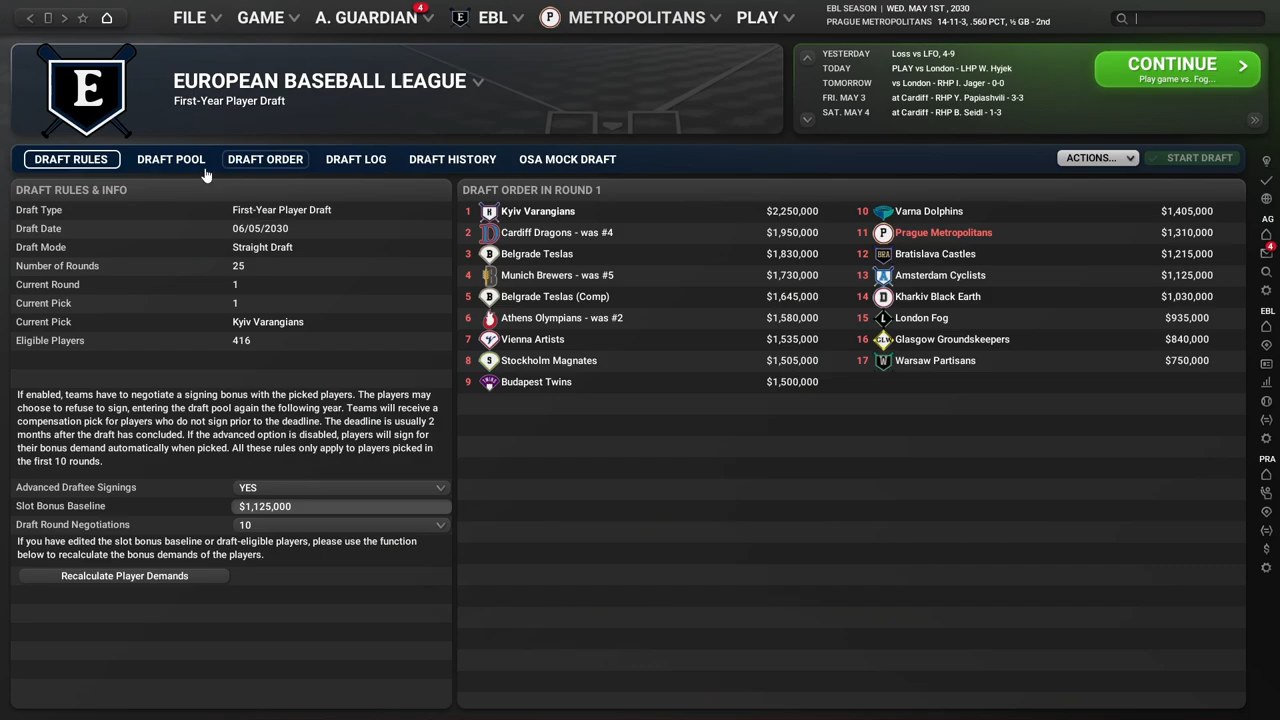 FILE GAME A. GUARDIAN 4 E EBL P METROPOLITANS PLAY
EBL SEASON | WED. MAY 1ST , 2030
PRAGUE METROPOLITANS 14-11-3, .560 PCT, ½ GB - 2nd
E
EUROPEAN BASEBALL LEAGUE
First-Year Player Draft
YESTERDAY Loss vs LFO, 4-9
TODAY PLAY vs London - LHP W. Hyjek
TOMORROW vs London - RHP I. Jager - 0-0
FRI. MAY 3 at Cardiff - RHP Y. Papiashvili - 3-3
SAT. MAY 4 at Cardiff - RHP B. Seidl - 1-3
CONTINUE
Play game vs. Fog...
DRAFT RULES DRAFT POOL DRAFT ORDER DRAFT LOG DRAFT HISTORY OSA MOCK DRAFT ACTIONS... START DRAFT
DRAFT RULES & INFO
Draft Type First-Year Player Draft
Draft Date 06/05/2030
Draft Mode Straight Draft
Number of Rounds 25
Current Round 1
Current Pick 1
Current Pick Kyiv Varangians
Eligible Players 416
If enabled, teams have to negotiate a signing bonus with the picked players. The players may
choose to refuse to sign, entering the draft pool again the following year. Teams will receive a
compensation pick for players who do not sign prior to the deadline. The deadline is usually 2
months after the draft has concluded. If the advanced option is disabled, players will sign for
their bonus demand automatically when picked. All these rules only apply to players picked in
the first 10 rounds.
Advanced Draftee Signings YES
Slot Bonus Baseline $1,125,000
Draft Round Negotiations 10
If you have edited the slot bonus baseline or draft-eligible players, please use the function
below to recalculate the bonus demands of the players.
Recalculate Player Demands
DRAFT ORDER IN ROUND 1
1 Kyiv Varangians $2,250,000
2 Cardiff Dragons - was #4 $1,950,000
3 Belgrade Teslas $1,830,000
4 Munich Brewers - was #5 $1,730,000
5 Belgrade Teslas (Comp) $1,645,000
6 Athens Olympians - was #2 $1,580,000
7 Vienna Artists $1,535,000
8 Stockholm Magnates $1,505,000
9 Budapest Twins $1,500,000
10 Varna Dolphins $1,405,000
11 Prague Metropolitans $1,310,000
12 Bratislava Castles $1,215,000
13 Amsterdam Cyclists $1,125,000
14 Kharkiv Black Earth $1,030,000
15 London Fog $935,000
16 Glasgow Groundskeepers $840,000
17 Warsaw Partisans $750,000
AG
4
EBL
PRA